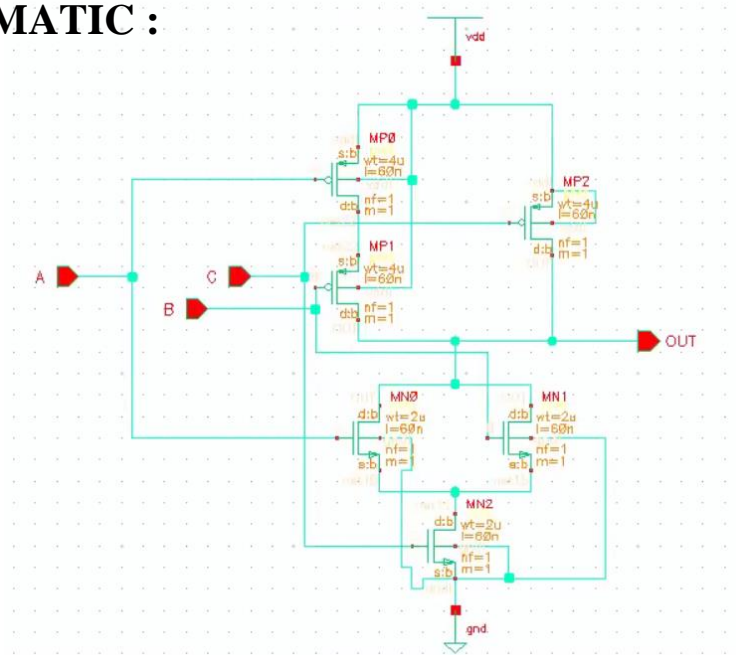 MATIC :
vdd
MP0
s:b
wt=4u
l=60n
d:b
nf=1
m=1
MP2
s:b
wt=4u
l=60n
d:b
nf=1
m=1
MP1
s:b
wt=4u
l=60n
d:b
nf=1
m=1
A
C
B
OUT
MN0
d:b
wt=2u
l=60n
nf=1
s:b
m=1
MN1
d:b
wt=2u
l=60n
nf=1
s:b
m=1
MN2
d:b
wt=2u
l=60n
nf=1
s:b
m=1
gnd